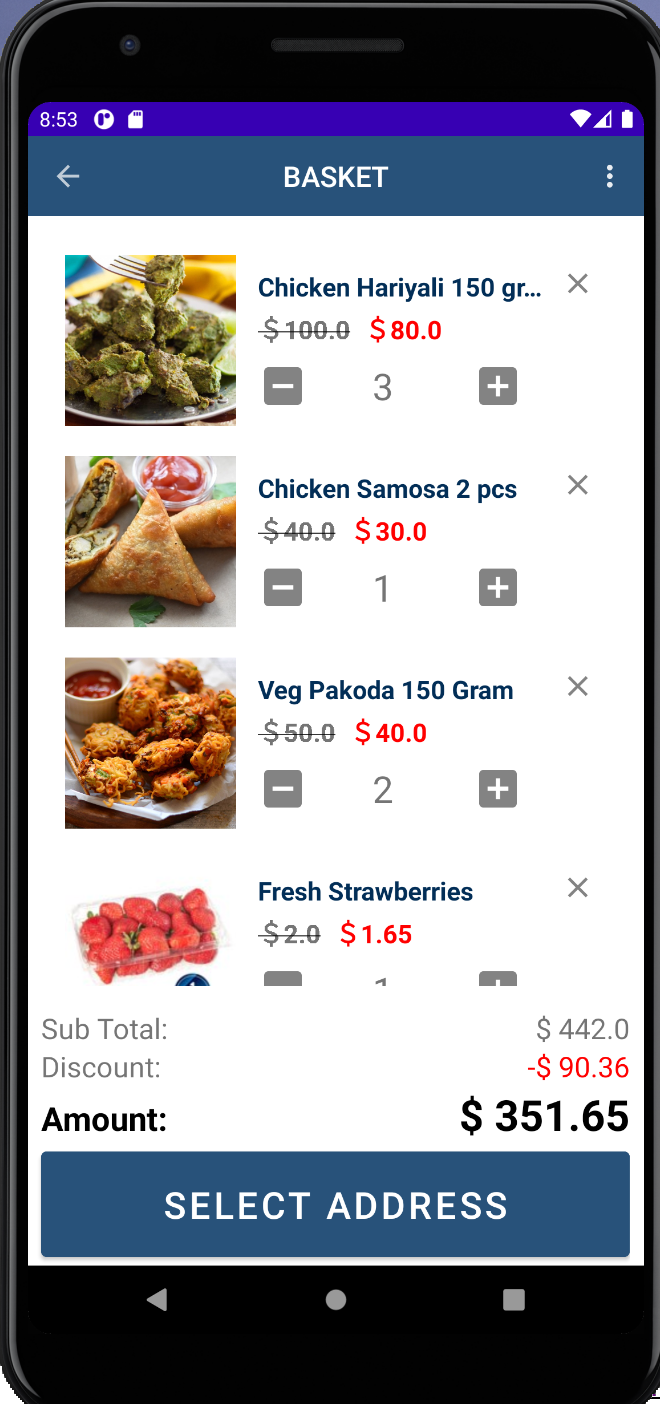 8:53
BASKET
Chicken Hariyali 150 gr...
$ 100.0 $ 80.0
3
Chicken Samosa 2 pcs
$ 40.0 $ 30.0
1
Veg Pakoda 150 Gram
$ 50.0 $ 40.0
2
Fresh Strawberries
$ 2.0 $ 1.65
1
Sub Total: $ 442.0
Discount: -$ 90.36
Amount: $ 351.65
SELECT ADDRESS